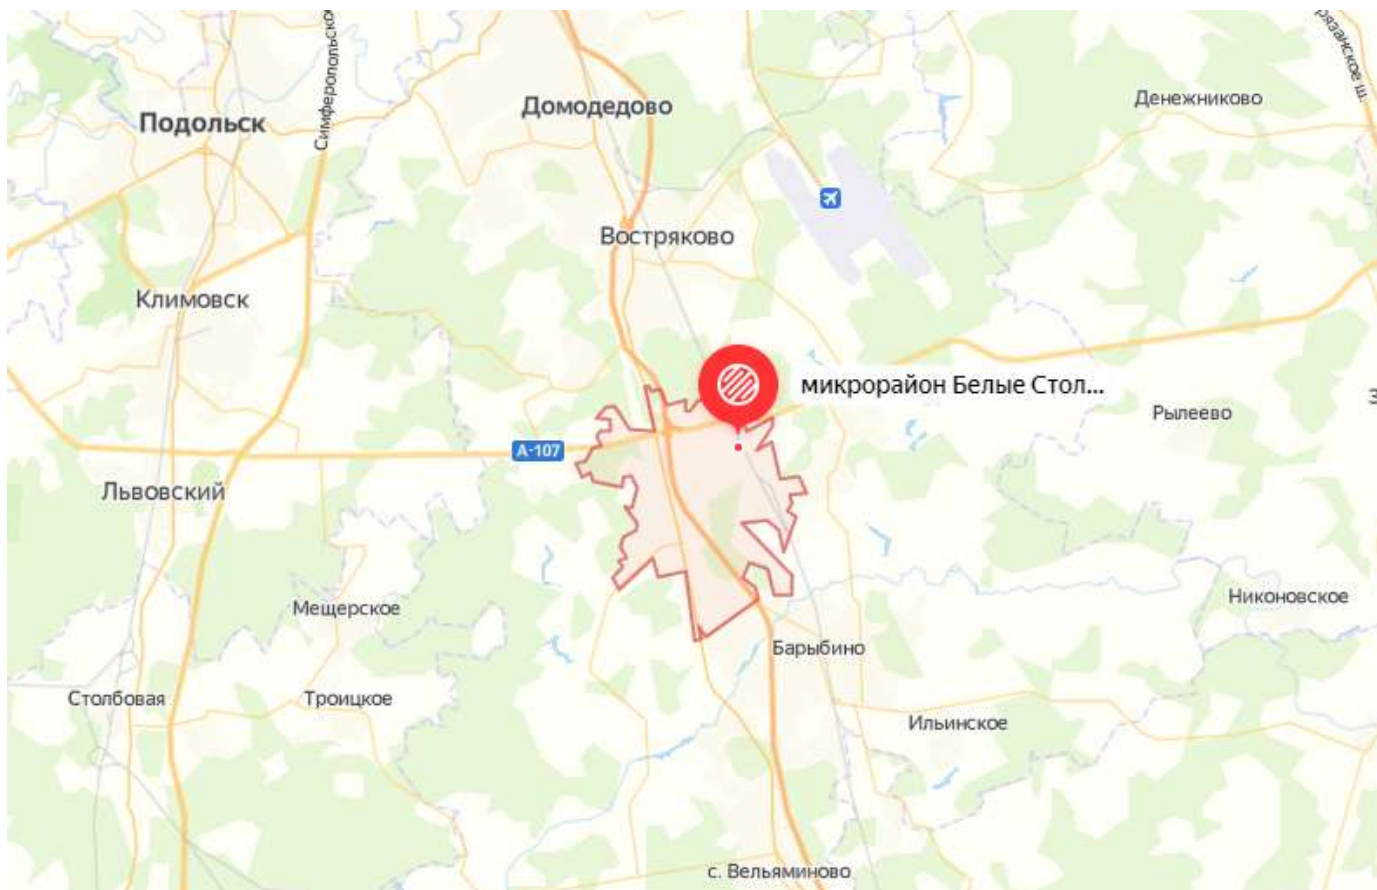 Симферопольско
рязанское ш.
Домодедово
Денежниково
Подольск
Востряково
Климовск
микрорайон Белые Стол...
Рылеево
А-107
Львовский
Мещерское
Никоновское
Барыбино
Столбовая
Троицкое
Ильинское
с. Вельяминово